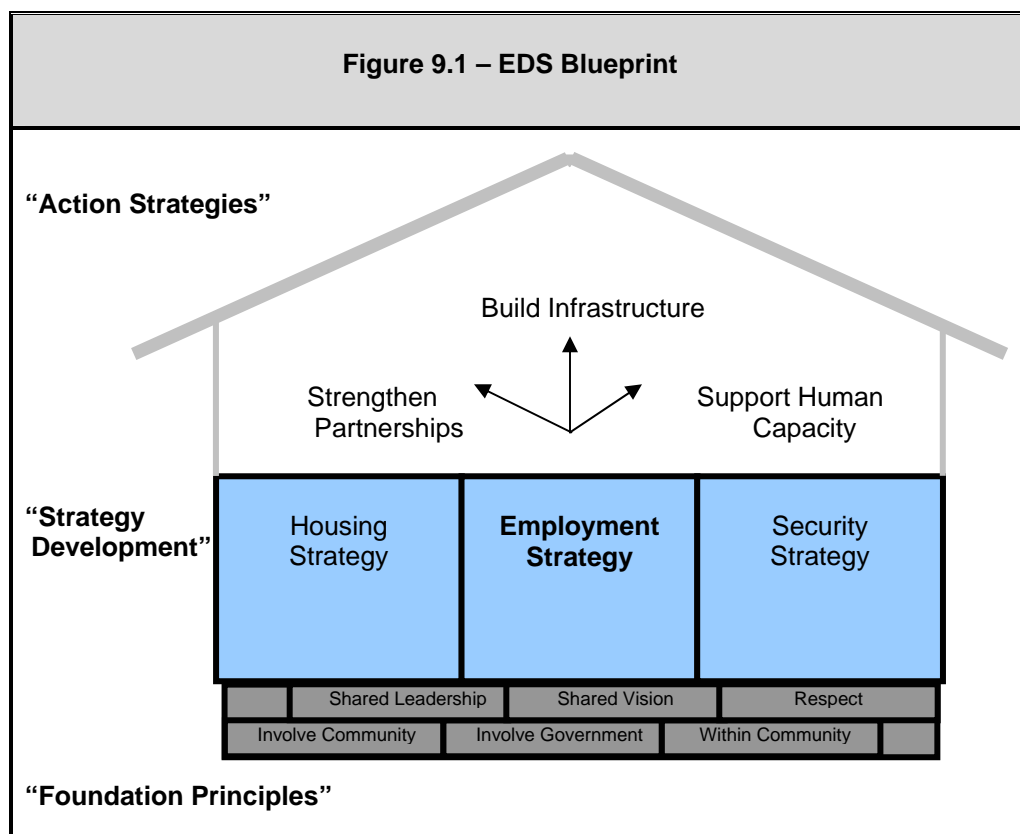 Figure 9.1 – EDS Blueprint
“Action Strategies”
Build Infrastructure
Strengthen
Partnerships
Support Human
Capacity
“Strategy
Development”
Housing
Strategy
Employment
Strategy
Security
Strategy
Shared Leadership
Shared Vision
Respect
Involve Community
Involve Government
Within Community
“Foundation Principles”